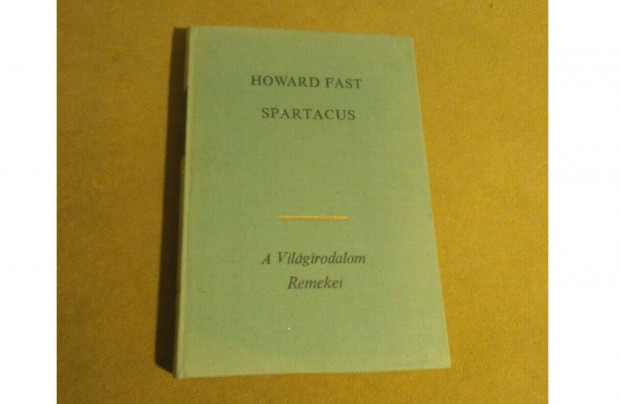 HOWARD FAST
SPARTACUS
A Világirodalom
Remekei